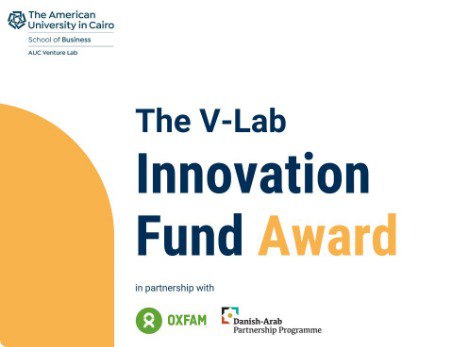 The American
University in Cairo
School of Business
AUC Venture Lab
The V-Lab
Innovation
Fund Award
in partnership with
OXFAM
Danish-Arab
Partnership Programme